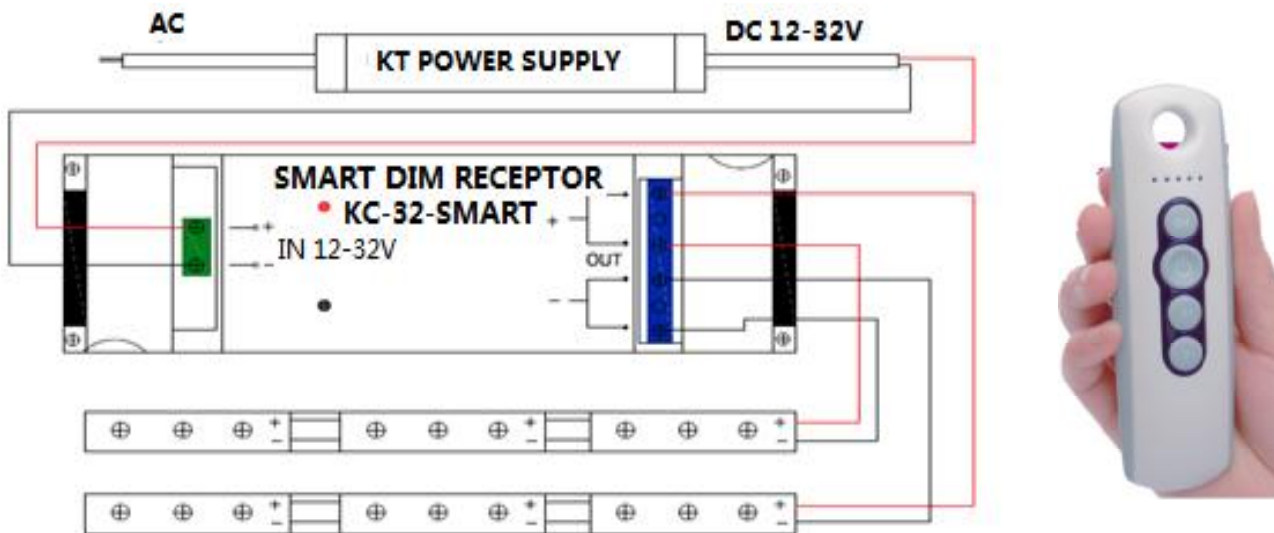 AC
DC 12-32V
KT POWER SUPPLY
SMART DIM RECEPTOR
KC-32-SMART
+
+
IN 12-32V
OUT
-
-
+
-
+
-
+
-
+
-